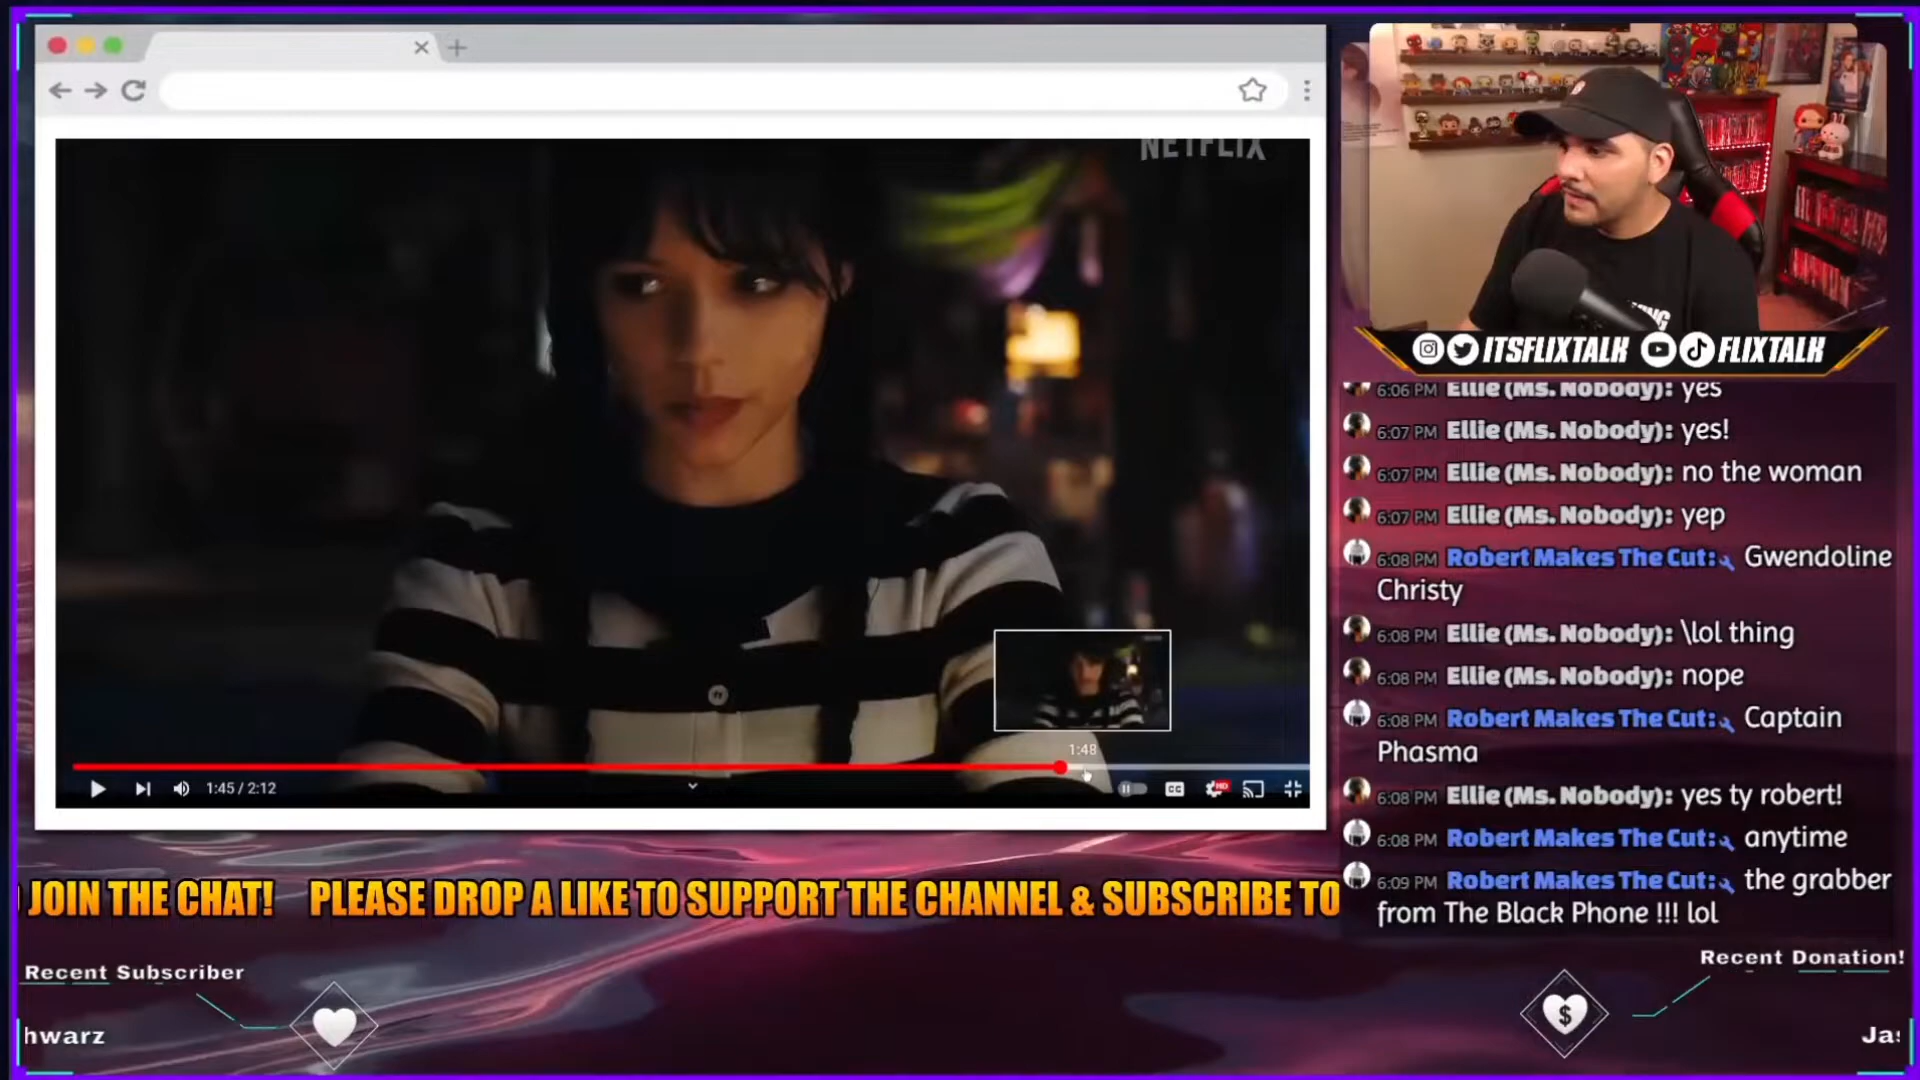 NETFLIX
1:48
1:45 / 2:12
CC
HD
ITSFLIXTALK FLIXTALK
6:06 PM Ellie (Ms. Nobody): yes
6:07 PM Ellie (Ms. Nobody): yes!
6:07 PM Ellie (Ms. Nobody): no the woman
6:07 PM Ellie (Ms. Nobody): yep
6:08 PM Robert Makes The Cut: Gwendoline
Christy
6:08 PM Ellie (Ms. Nobody): \lol thing
6:08 PM Ellie (Ms. Nobody): nope
6:08 PM Robert Makes The Cut: Captain
Phasma
6:08 PM Ellie (Ms. Nobody): yes ty robert!
6:08 PM Robert Makes The Cut: anytime
6:09 PM Robert Makes The Cut: the grabber
from The Black Phone !!! lol
JOIN THE CHAT! PLEASE DROP A LIKE TO SUPPORT THE CHANNEL & SUBSCRIBE TO
Recent Subscriber
hwarz
Recent Donation!
$
Jas